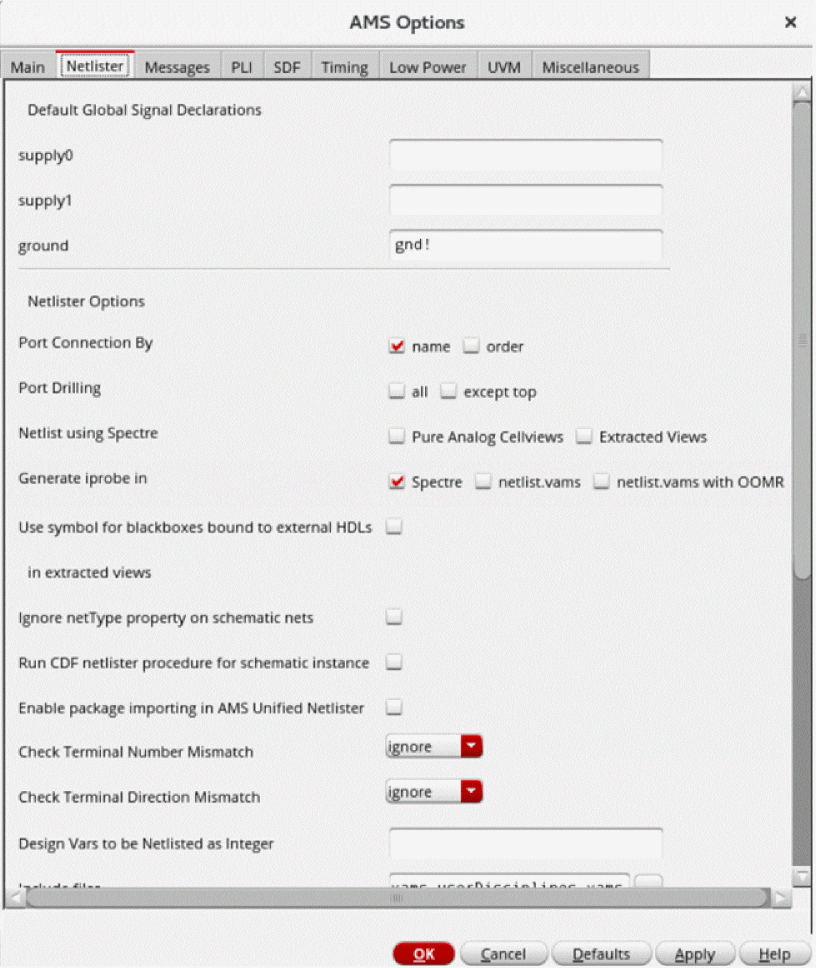 AMS Options
Main Netlister Messages PLI SDF Timing Low Power UVM Miscellaneous
Default Global Signal Declarations
supply0
supply1
ground gnd!
Netlister Options
Port Connection By name order
Port Drilling all except top
Netlist using Spectre Pure Analog Cellviews Extracted Views
Generate iprobe in Spectre netlist.vams netlist.vams with OOMR
Use symbol for blackboxes bound to external HDLs
in extracted views
Ignore netType property on schematic nets
Run CDF netlister procedure for schematic instance
Enable package importing in AMS Unified Netlister
Check Terminal Number Mismatch ignore
Check Terminal Direction Mismatch ignore
Design Vars to be Netlisted as Integer
Include files
OK Cancel Defaults Apply Help